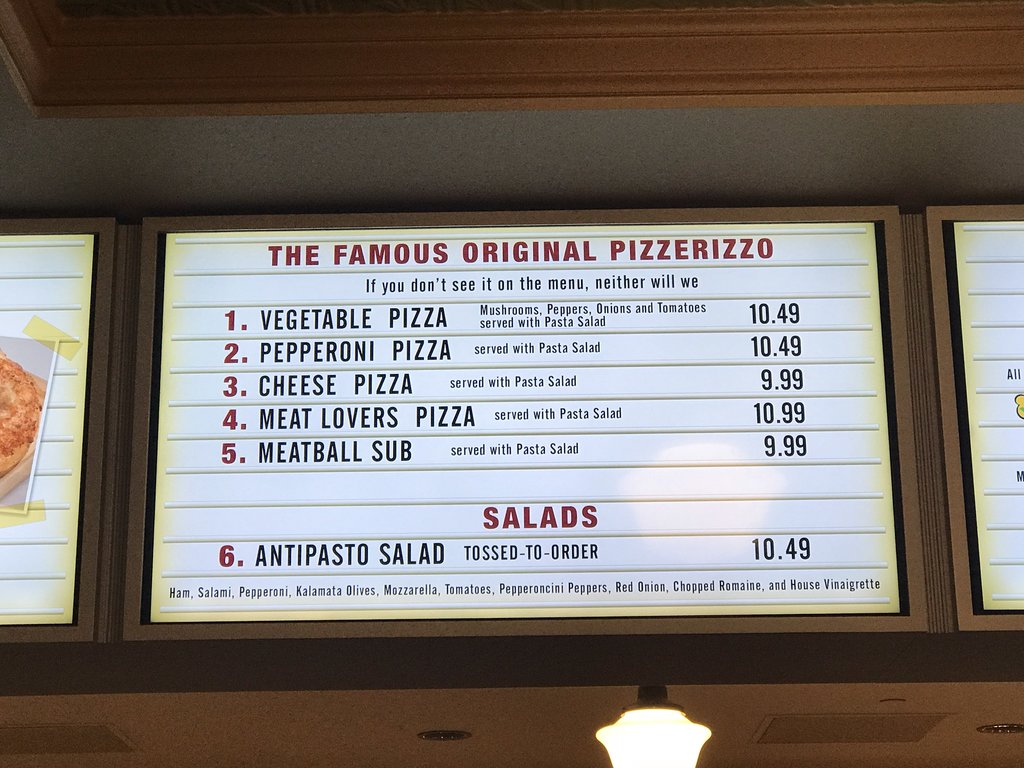 THE FAMOUS ORIGINAL PIZZERIZZO
If you don't see it on the menu, neither will we
1. VEGETABLE PIZZA Mushrooms, Peppers, Onions and Tomatoes served with Pasta Salad 10.49
2. PEPPERONI PIZZA served with Pasta Salad 10.49
3. CHEESE PIZZA served with Pasta Salad 9.99
4. MEAT LOVERS PIZZA served with Pasta Salad 10.99
5. MEATBALL SUB served with Pasta Salad 9.99
SALADS
6. ANTIPASTO SALAD TOSSED-TO-ORDER 10.49
Ham, Salami, Pepperoni, Kalamata Olives, Mozzarella, Tomatoes, Pepperoncini Peppers, Red Onion, Chopped Romaine, and House Vinaigrette
All